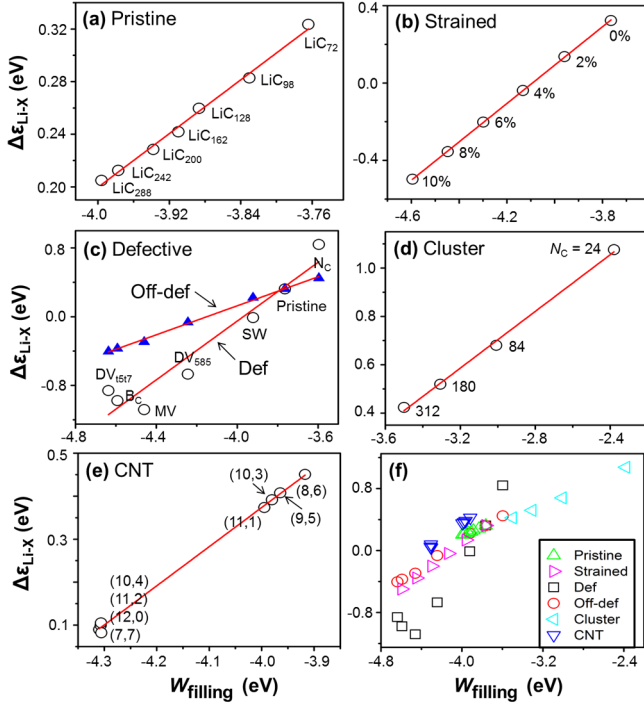 (a) Pristine
0.32
0.28
0.24
0.20
LiC72
LiC98
LiC128
LiC162
LiC200
LiC242
LiC288
-4.00
-3.92
-3.84
-3.76
ΔεLi-X (eV)
(b) Strained
0.4
0.0
-0.4
0%
2%
4%
6%
8%
10%
-4.6
-4.2
-3.8
(c) Defective
0.8
0.0
-0.8
NC
Off-def
Pristine
SW
DV585
Def
DVt5t7
BC
MV
-4.8
-4.4
-4.0
-3.6
ΔεLi-X (eV)
(d) Cluster
1.0
0.8
0.6
0.4
NC = 24
84
180
312
-3.6
-3.2
-2.8
-2.4
(e) CNT
0.5
0.4
0.3
0.2
0.1
(10,3)
(8,6)
(11,1)
(9,5)
(10,4)
(11,2)
(12,0)
(7,7)
-4.3
-4.2
-4.1
-4.0
-3.9
ΔεLi-X (eV)
Wfilling (eV)
(f)
0.8
0.0
-0.8
Pristine
Strained
Def
Off-def
Cluster
CNT
-4.8
-4.0
-3.2
-2.4
Wfilling (eV)